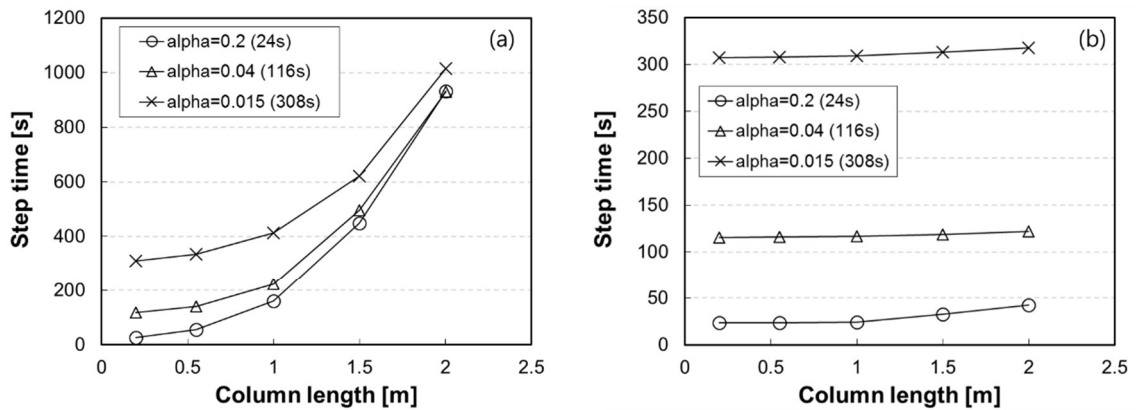 (a)
alpha=0.2 (24s)
alpha=0.04 (116s)
alpha=0.015 (308s)
Step time [s]
1200
1000
800
600
400
200
0
0 0.5 1 1.5 2 2.5
Column length [m]
(b)
alpha=0.2 (24s)
alpha=0.04 (116s)
alpha=0.015 (308s)
Step time [s]
350
300
250
200
150
100
50
0
0 0.5 1 1.5 2 2.5
Column length [m]